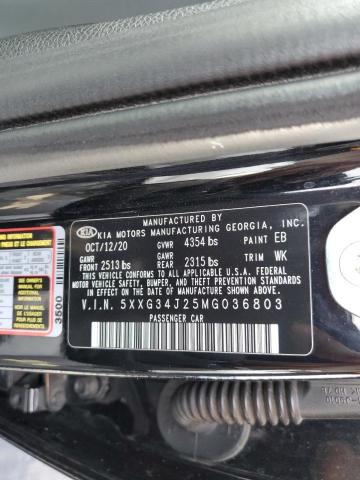 MANUFACTURED BY
KIA KIA MOTORS MANUFACTURING GEORGIA, INC.
OCT/12/20 GVWR 4354 lbs PAINT EB
GAWR GAWR
FRONT 2513 lbs REAR 2315 lbs TRIM WK
THIS VEHICLE CONFORMS TO ALL APPLICABLE FEDERAL
MOTOR VEHICLE SAFETY, BUMPER, AND THEFT PREVENTION
STANDARDS IN EFFECT ON THE DATE OF
MANUFACTURE SHOWN ABOVE.
V.I.N. 5XXG34J25MG036803
PASSENGER CAR
3500